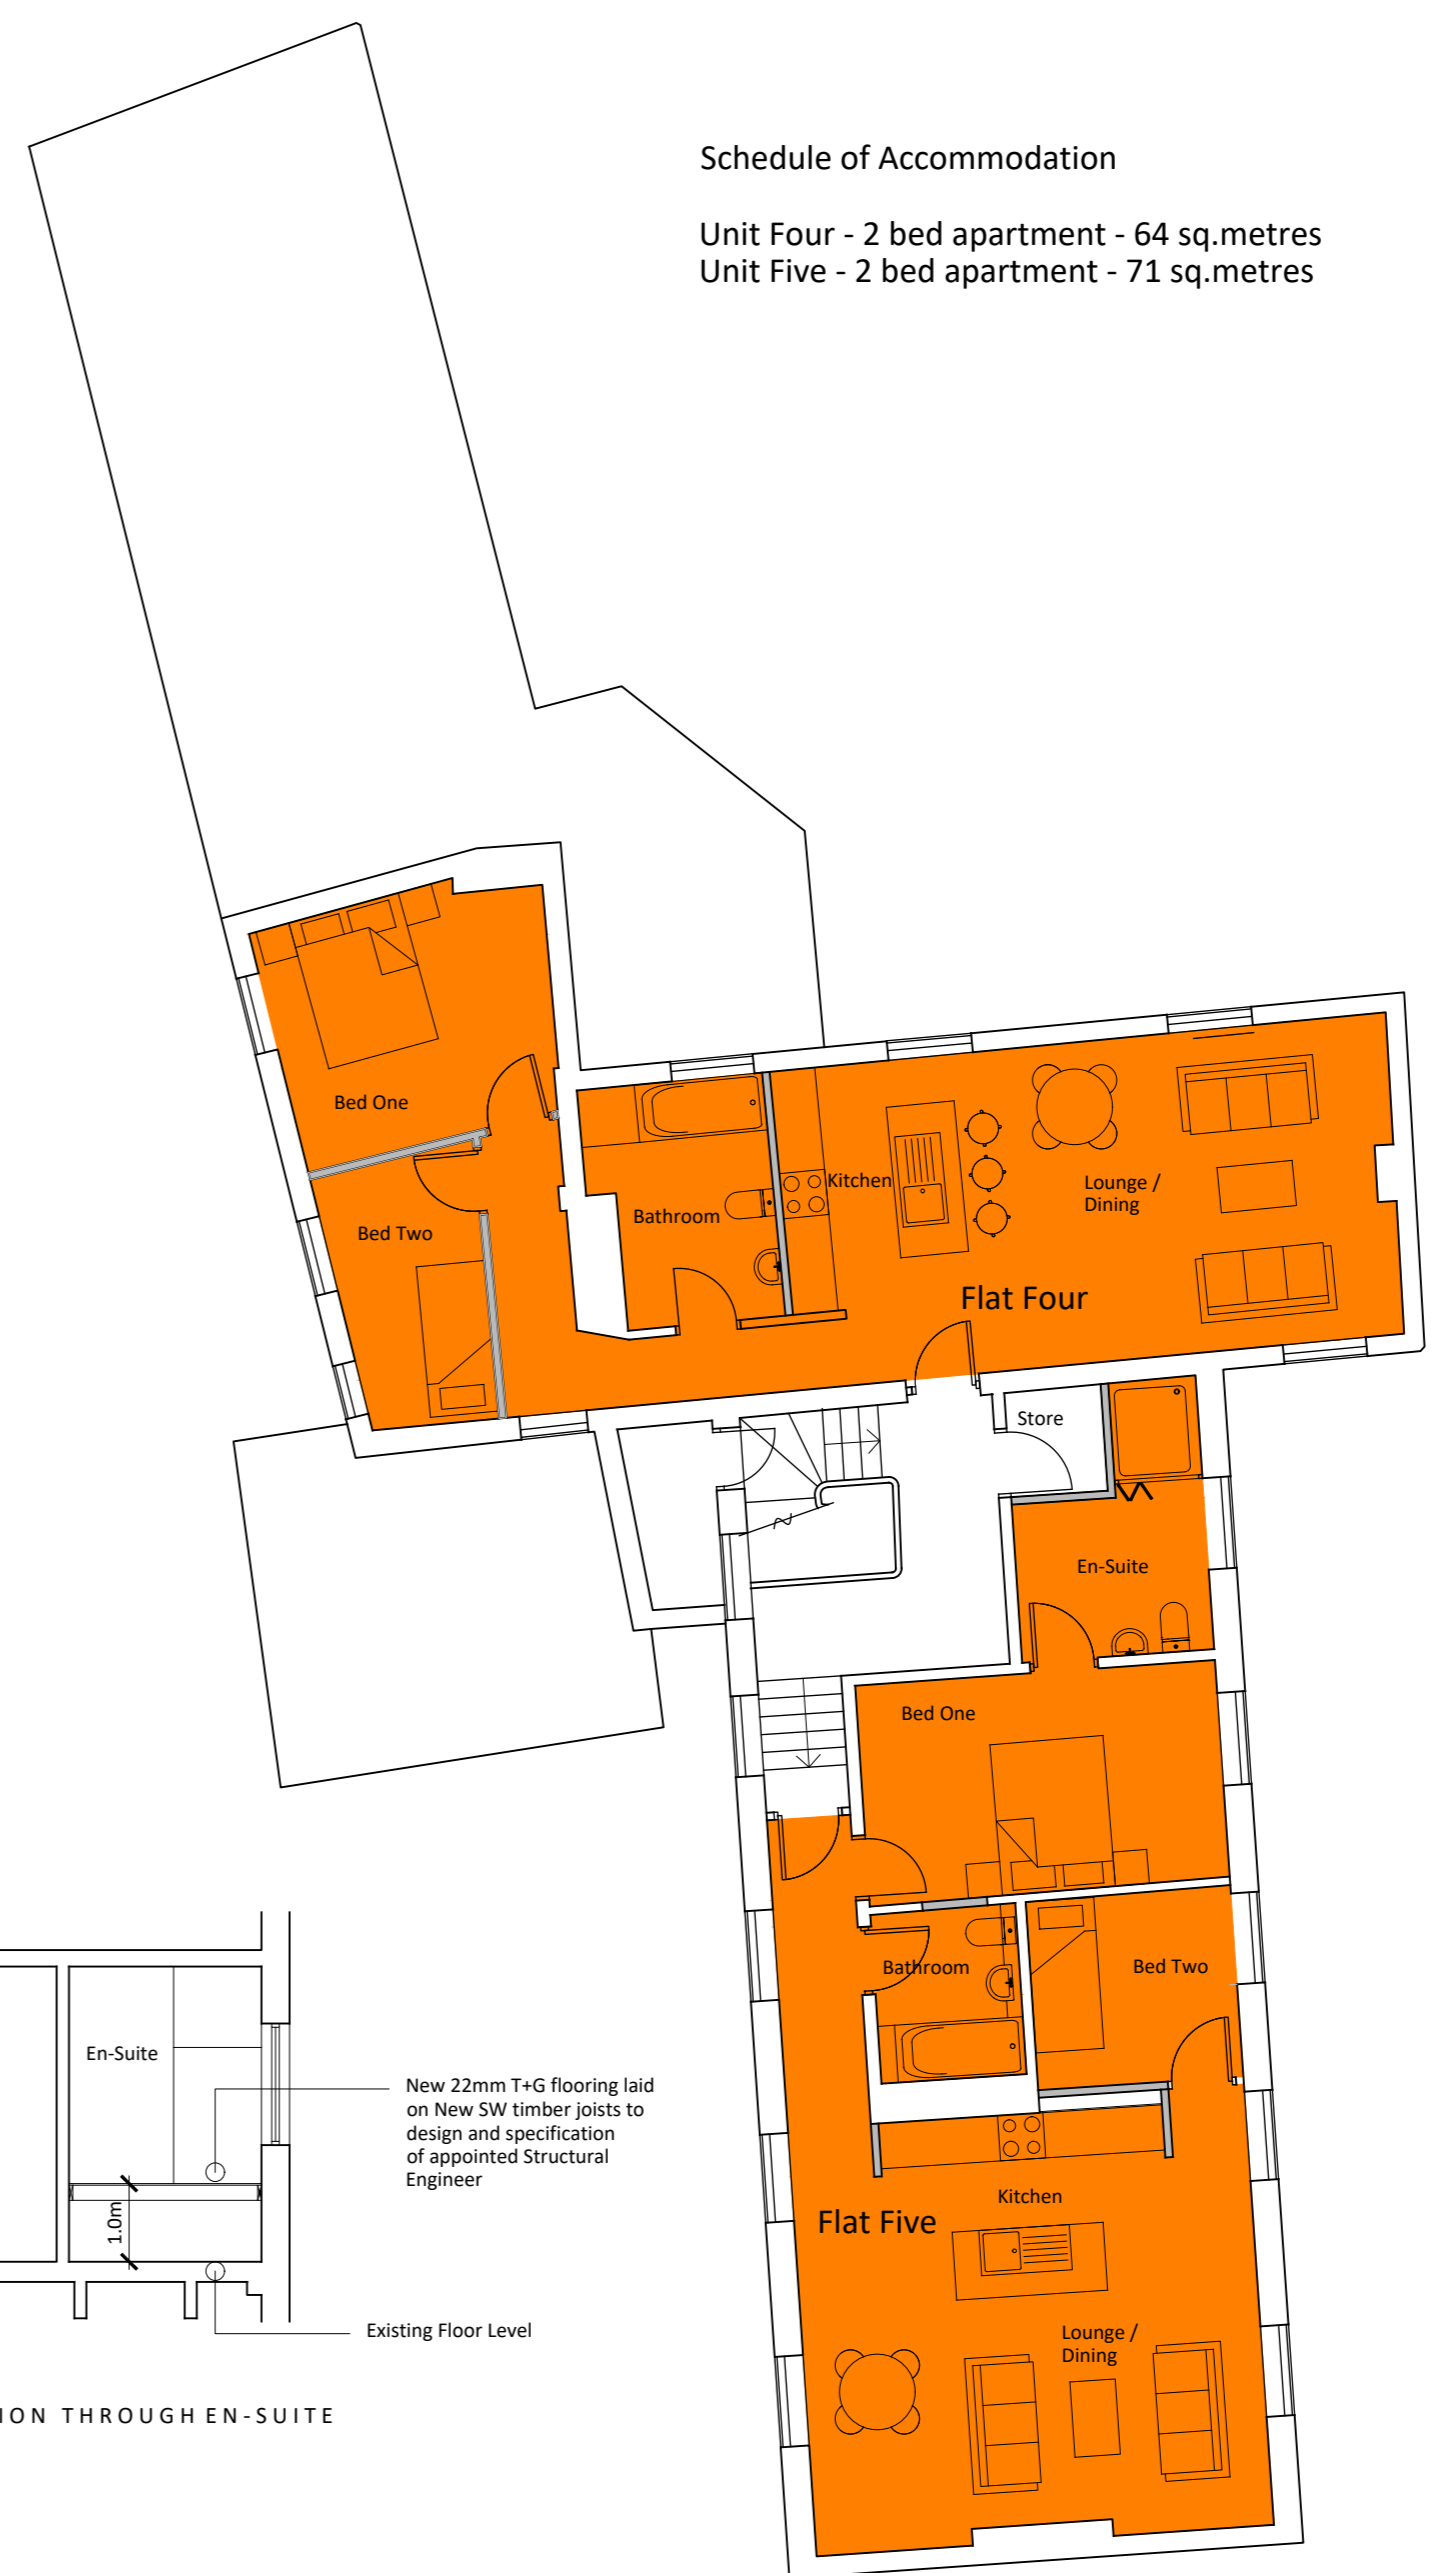 Schedule of Accommodation
Unit Four - 2 bed apartment - 64 sq.metres
Unit Five - 2 bed apartment - 71 sq.metres
Bed One
Bed Two
Bathroom
Kitchen
Lounge /
Dining
Flat Four
Store
En-Suite
Bed One
Bathroom
Bed Two
Kitchen
Flat Five
Lounge /
Dining
En-Suite
New 22mm T+G flooring laid
on New SW timber joists to
design and specification
of appointed Structural
Engineer
1.0m
Existing Floor Level
ION THROUGH EN-SUITE